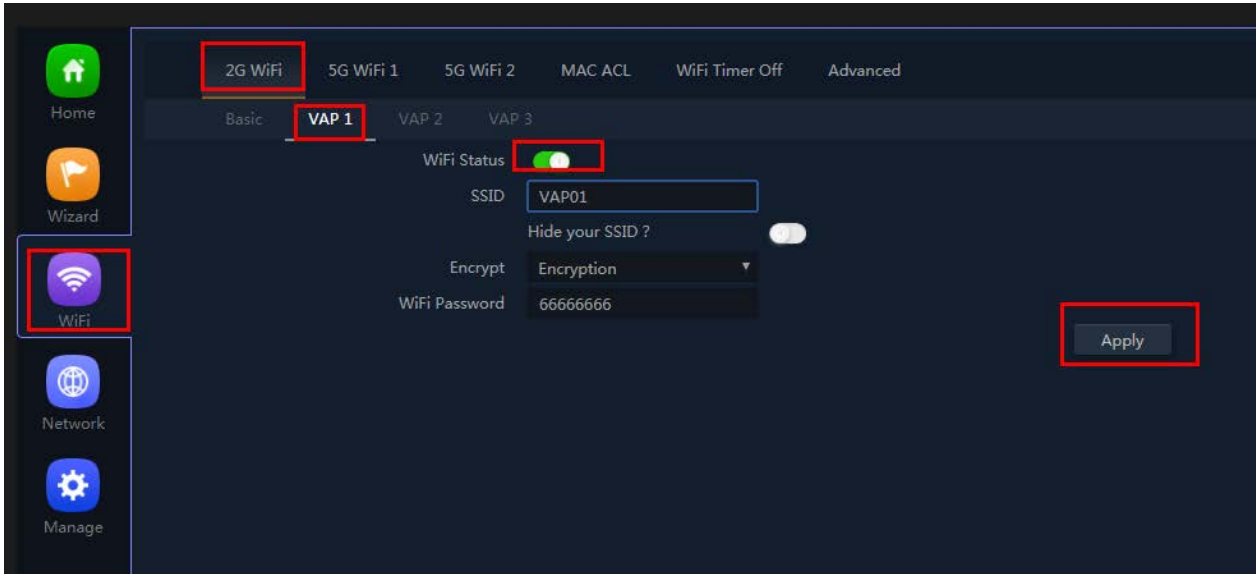 Home
Wizard
WiFi
Network
Manage
2G WiFi 5G WiFi 1 5G WiFi 2 MAC ACL WiFi Timer Off Advanced
Basic VAP 1 VAP 2 VAP 3
WiFi Status
SSID VAP01
Hide your SSID ?
Encrypt Encryption
WiFi Password 66666666
Apply